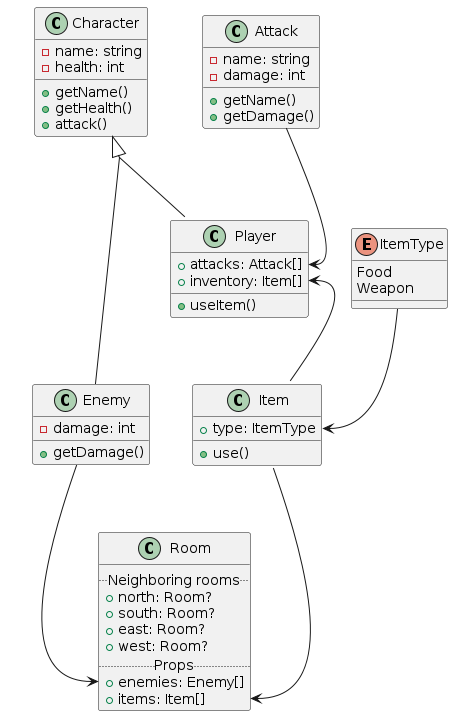 C Character
name: string
health: int
getName()
getHealth()
attack()
C Attack
name: string
damage: int
getName()
getDamage()
C Player
attacks: Attack[]
inventory: Item[]
useItem()
E ItemType
Food
Weapon
C Enemy
damage: int
getDamage()
C Item
type: ItemType
use()
C Room
Neighboring rooms
north: Room?
south: Room?
east: Room?
west: Room?
Props
enemies: Enemy[]
items: Item[]